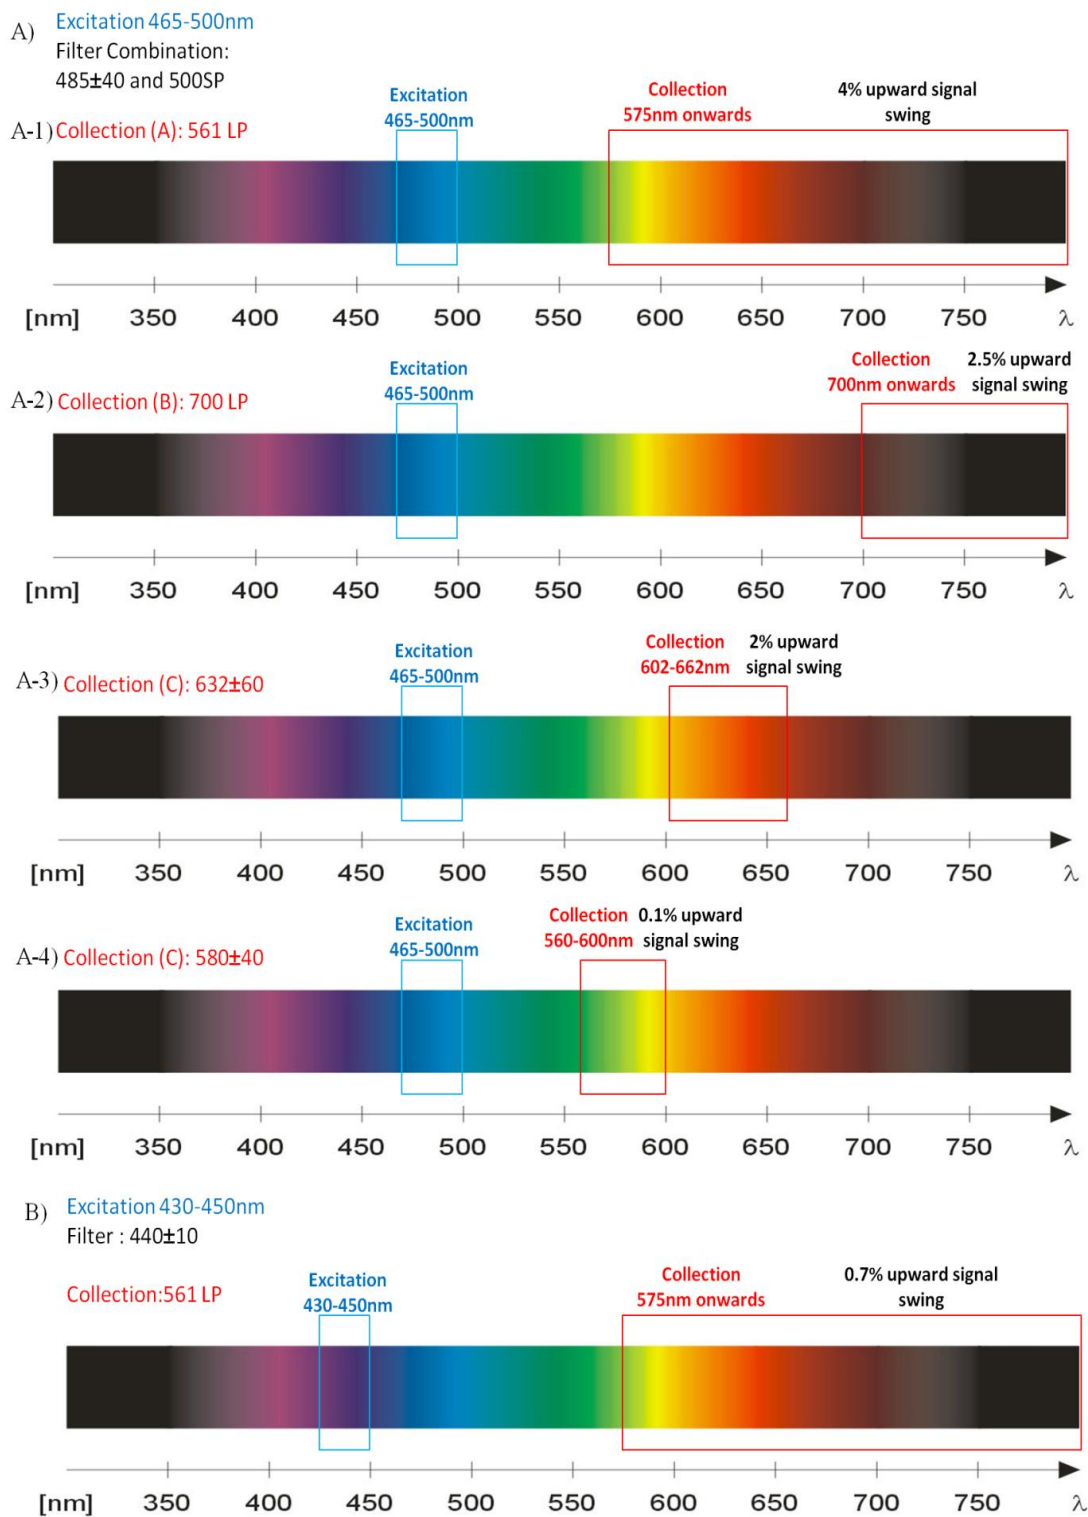 A)
Excitation 465-500nm
Filter Combination:
485±40 and 500SP
A-1) Collection (A): 561 LP
Excitation
465-500nm
Collection
575nm onwards
4% upward signal
swing
[nm] 350 400 450 500 550 600 650 700 750 λ
A-2) Collection (B): 700 LP
Excitation
465-500nm
Collection
700nm onwards
2.5% upward
signal swing
[nm] 350 400 450 500 550 600 650 700 750 λ
A-3) Collection (C): 632±60
Excitation
465-500nm
Collection
602-662nm
2% upward
signal swing
[nm] 350 400 450 500 550 600 650 700 750 λ
A-4) Collection (C): 580±40
Excitation
465-500nm
Collection
560-600nm
0.1% upward
signal swing
[nm] 350 400 450 500 550 600 650 700 750 λ
B)
Excitation 430-450nm
Filter : 440±10
Collection:561 LP
Excitation
430-450nm
Collection
575nm onwards
0.7% upward signal
swing
[nm] 350 400 450 500 550 600 650 700 750 λ